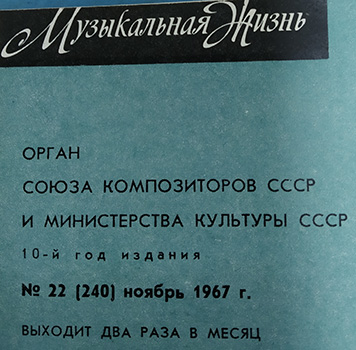 Музыкальная Жизнь
ОРГАН
СОЮЗА КОМПОЗИТОРОВ СССР
И МИНИСТЕРСТВА КУЛЬТУРЫ СССР
10-й год издания
№ 22 (240) ноябрь 1967 г.
ВЫХОДИТ ДВА РАЗА В МЕСЯЦ